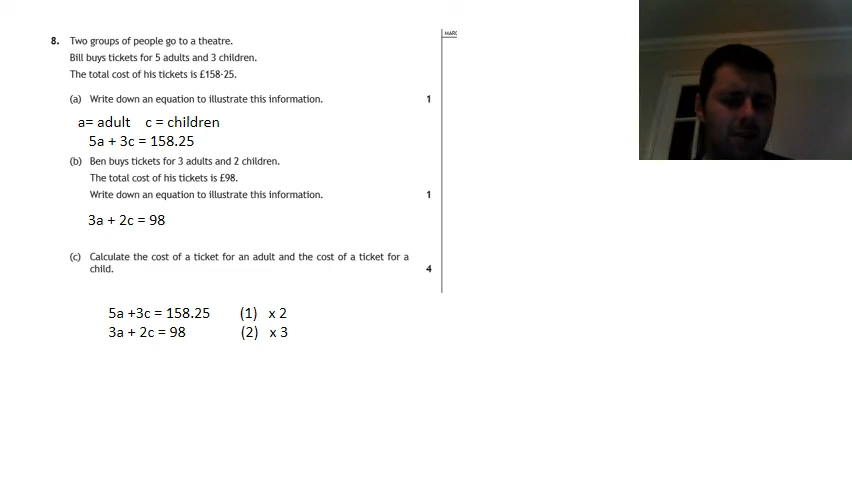 MARK
8. Two groups of people go to a theatre.
Bill buys tickets for 5 adults and 3 children.
The total cost of his tickets is £158·25.
(a) Write down an equation to illustrate this information. 1
a= adult c = children
5a + 3c = 158.25
(b) Ben buys tickets for 3 adults and 2 children.
The total cost of his tickets is £98.
Write down an equation to illustrate this information. 1
3a + 2c = 98
(c) Calculate the cost of a ticket for an adult and the cost of a ticket for a
child. 4
5a +3c = 158.25 (1) x 2
3a + 2c = 98 (2) x 3